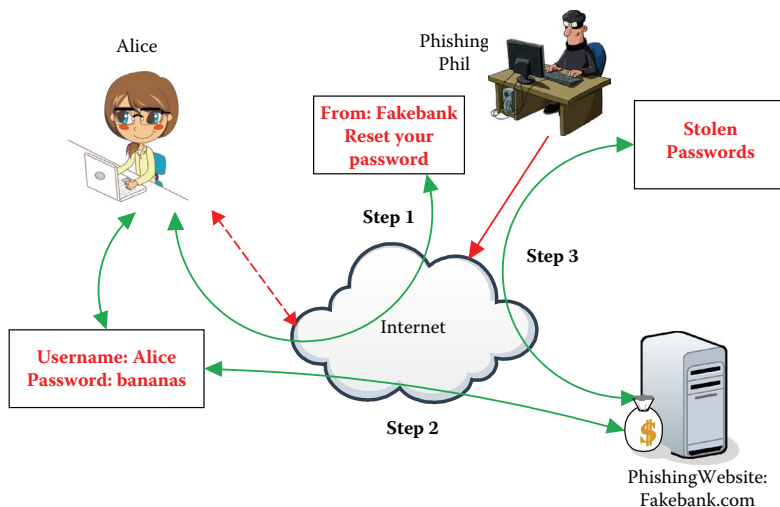 Alice
Phishing
Phil
From: Fakebank
Reset your
password
Stolen
Passwords
Step 1
Step 3
Internet
Username: Alice
Password: bananas
Step 2
$
PhishingWebsite:
Fakebank.com